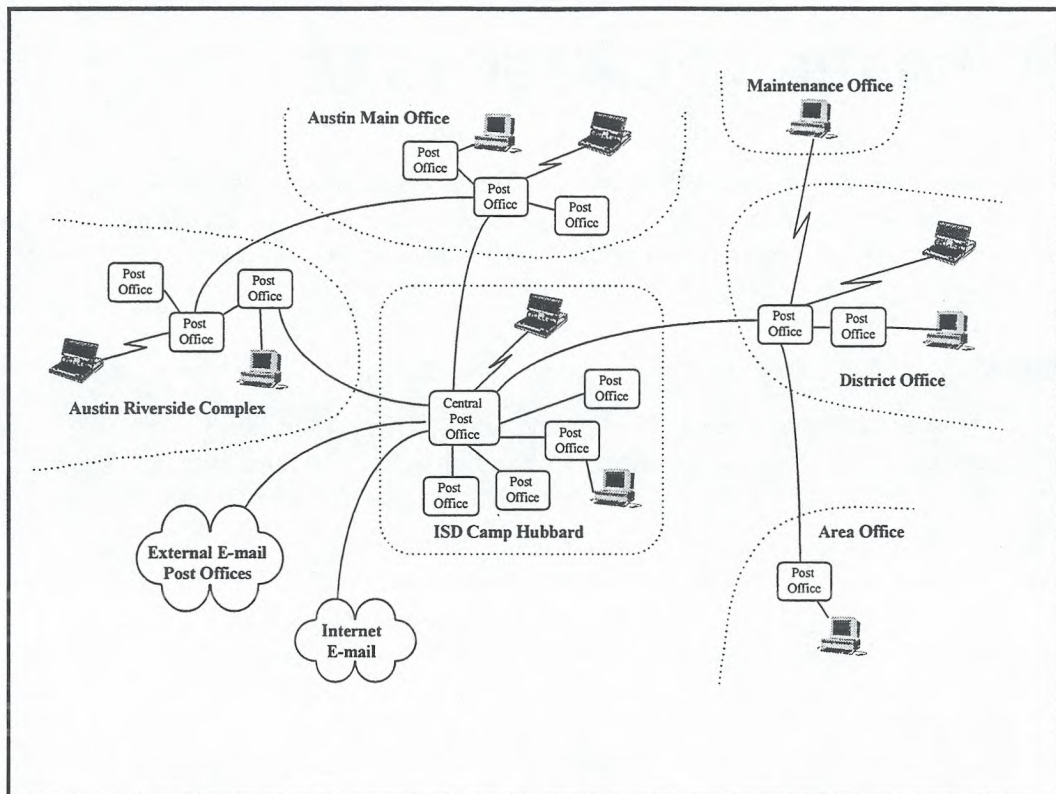 Maintenance Office
Austin Main Office
Post
Office
Post
Office
Post
Office
Post
Office
Post
Office
Post
Office
Austin Riverside Complex
Central
Post
Office
Post
Office
Post
Office
Post
Office
Post
Office
ISD Camp Hubbard
Post
Office
Post
Office
District Office
Area Office
Post
Office
External E-mail
Post Offices
Internet
E-mail